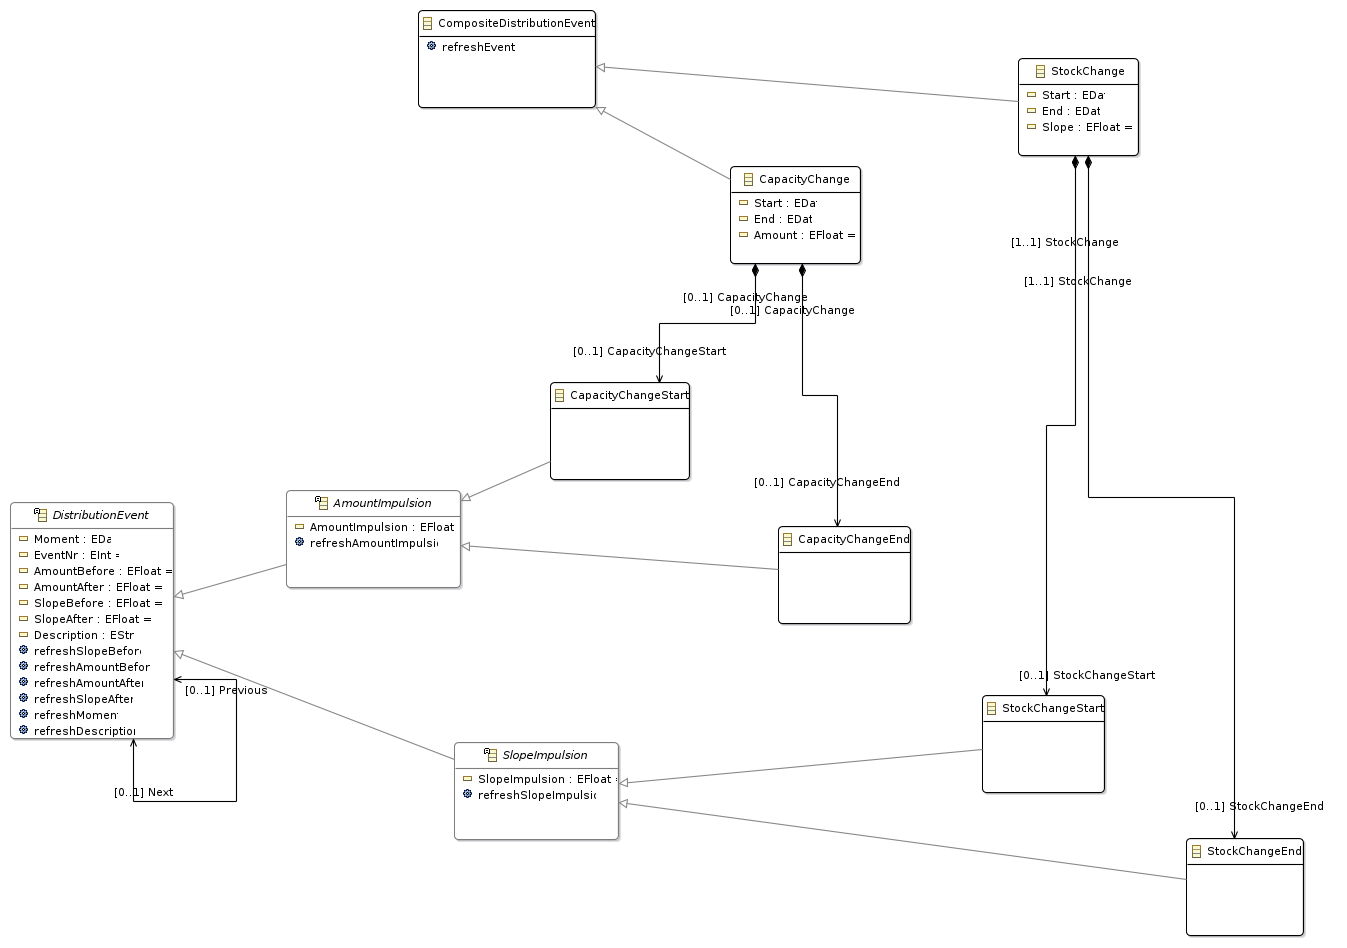 CompositeDistributionEvent
refreshEvent
StockChange
Start : EDa
End : EDat
Slope : EFloat =
CapacityChange
Start : EDa
End : EDat
Amount : EFloat =
[1..1] StockChange
[1..1] StockChange
[0..1] CapacityChange
[0..1] CapacityChange
[0..1] CapacityChangeStart
CapacityChangeStart
[0..1] CapacityChangeEnd
CapacityChangeEnd
AmountImpulsion
AmountImpulsion : EFloat
refreshAmountImpulsi
DistributionEvent
Moment : EDa
EventNr : EInt =
AmountBefore : EFloat =
AmountAfter : EFloat =
SlopeBefore : EFloat =
SlopeAfter : EFloat =
Description : EStr
refreshSlopeBefor
refreshAmountBefor
refreshAmountAfte
refreshSlopeAfter
refreshMomen
refreshDescriptio
[0..1] Previous
[0..1] Next
[0..1] StockChangeStart
StockChangeStart
SlopeImpulsion
SlopeImpulsion : EFloat =
refreshSlopeImpulsi
[0..1] StockChangeEnd
StockChangeEnd